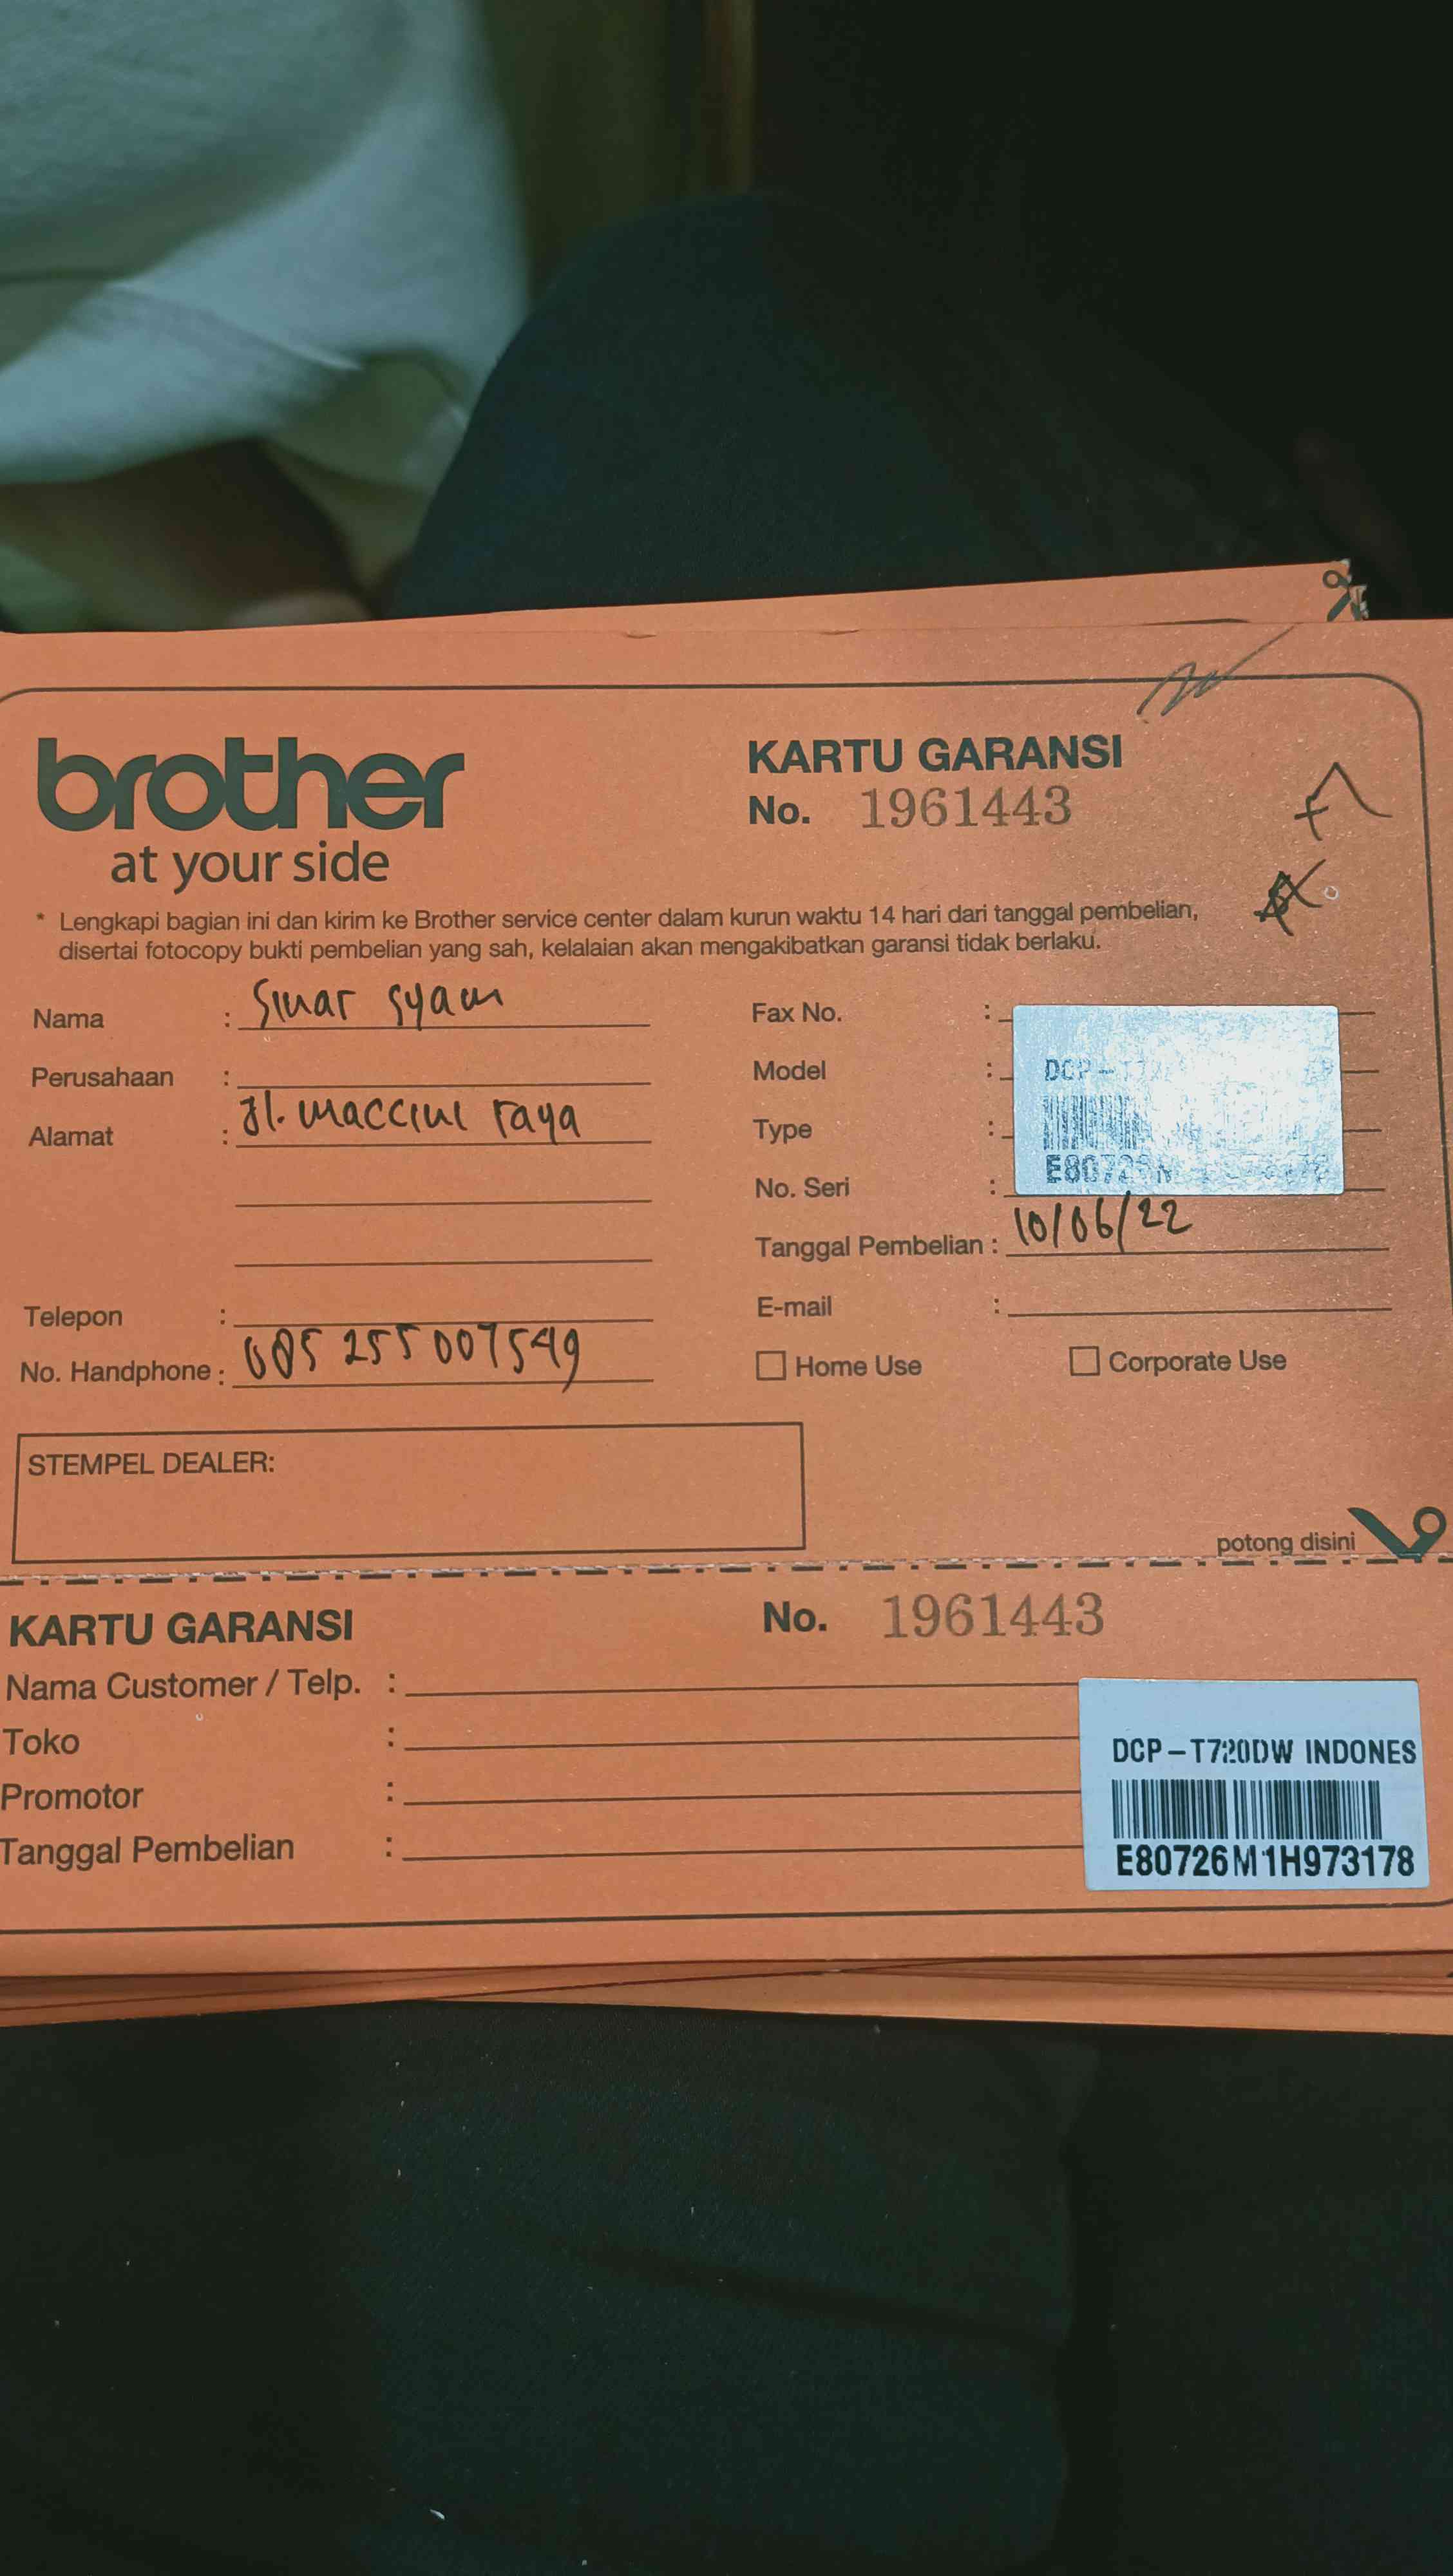 brother
at your side
KARTU GARANSI
No. 1961443
* Lengkapi bagian ini dan kirim ke Brother service center dalam kurun waktu 14 hari dari tanggal pembelian,
disertai fotocopy bukti pembelian yang sah, kelalaian akan mengakibatkan garansi tidak berlaku.
Nama : Sinar Syam
Perusahaan :
Alamat : Jl. maccini raya
Telepon :
No. Handphone : 085 255 007549
Fax No. :
Model :
Type :
No. Seri :
Tanggal Pembelian : 10/06/22
E-mail :
Home Use
Corporate Use
STEMPEL DEALER:
potong disini
KARTU GARANSI
No. 1961443
Nama Customer / Telp. :
Toko :
Promotor :
Tanggal Pembelian :
DCP-T720DW INDONES
E80726M1H973178